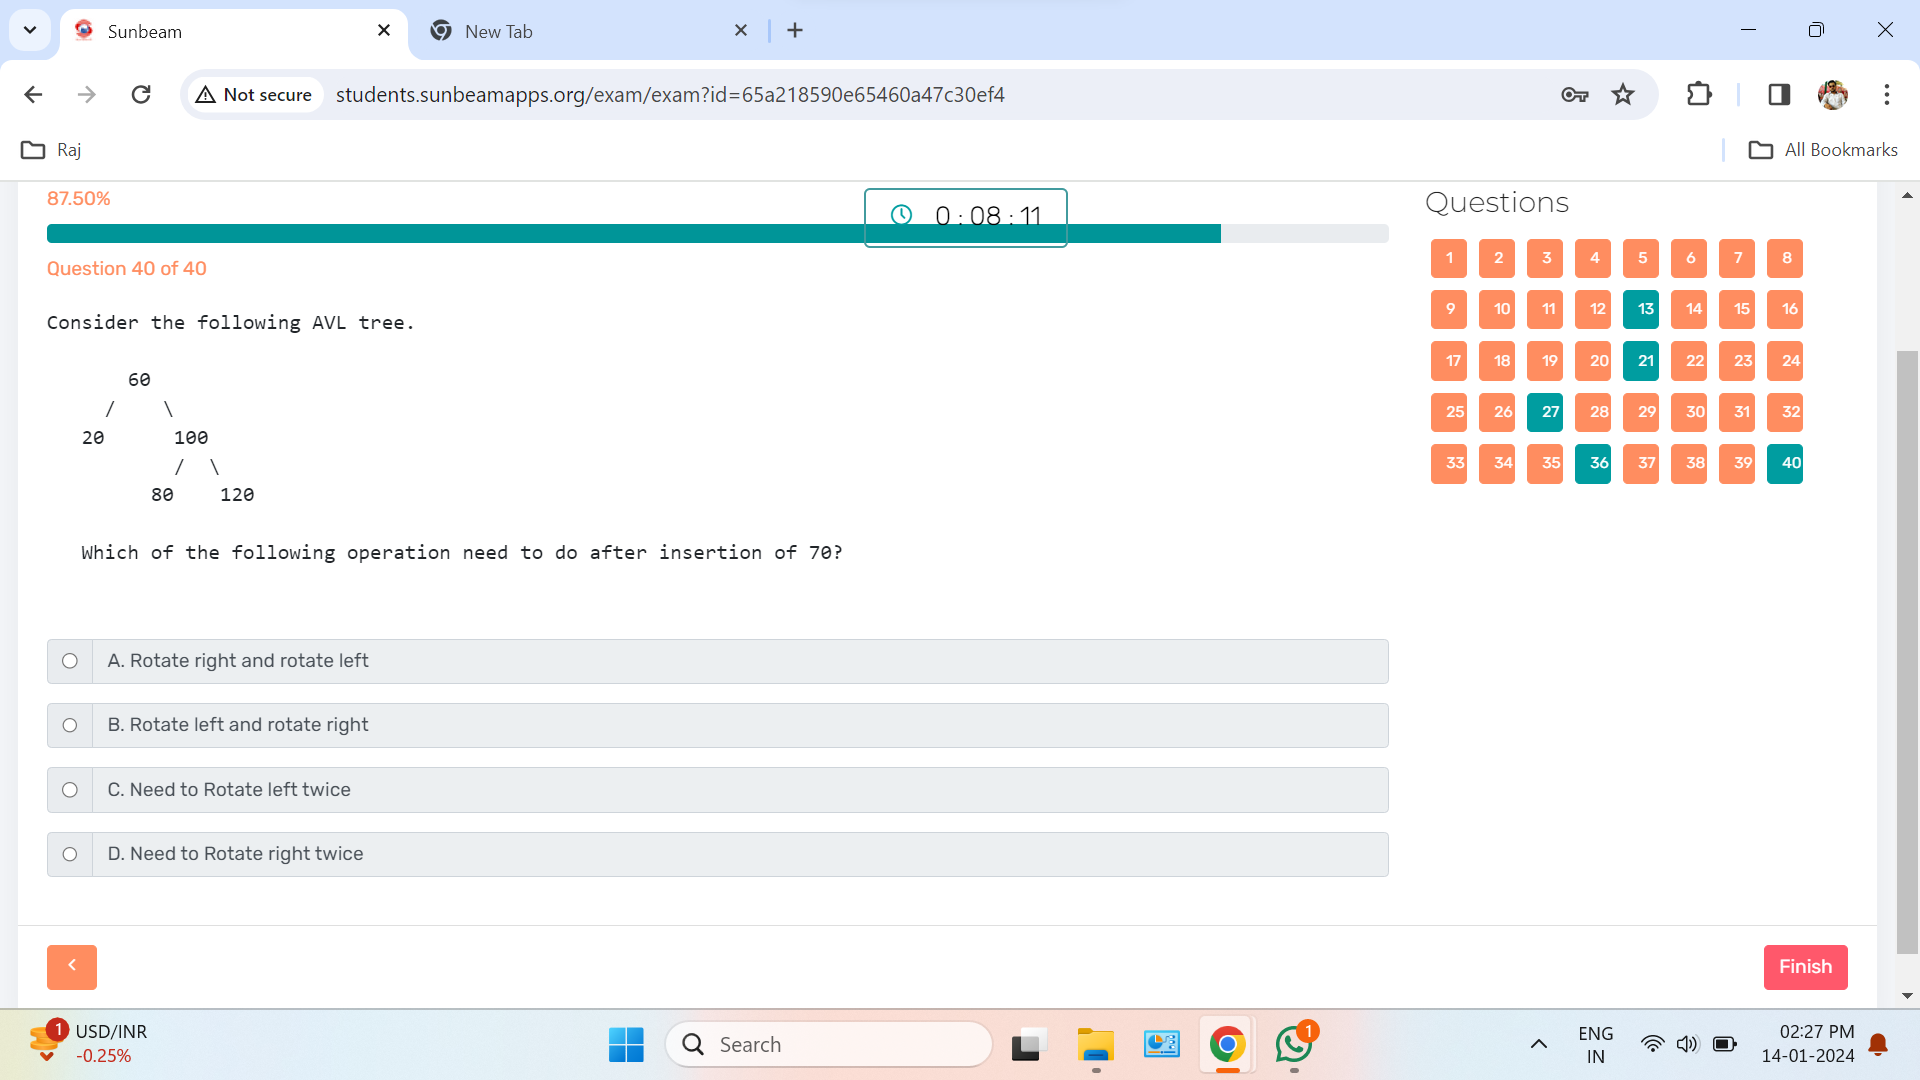 Sunbeam
New Tab
Not secure
students.sunbeamapps.org/exam/exam?id=65a218590e65460a47c30ef4
Raj
All Bookmarks
87.50%
0 : 08 : 11
Question 40 of 40
Consider the following AVL tree.
60
/ \
20 100
/ \
80 120
Which of the following operation need to do after insertion of 70?
A. Rotate right and rotate left
B. Rotate left and rotate right
C. Need to Rotate left twice
D. Need to Rotate right twice
<
Finish
Questions
1 2 3 4 5 6 7 8
9 10 11 12 13 14 15 16
17 18 19 20 21 22 23 24
25 26 27 28 29 30 31 32
33 34 35 36 37 38 39 40
1
USD/INR
-0.25%
Search
1
ENG
IN
02:27 PM
14-01-2024